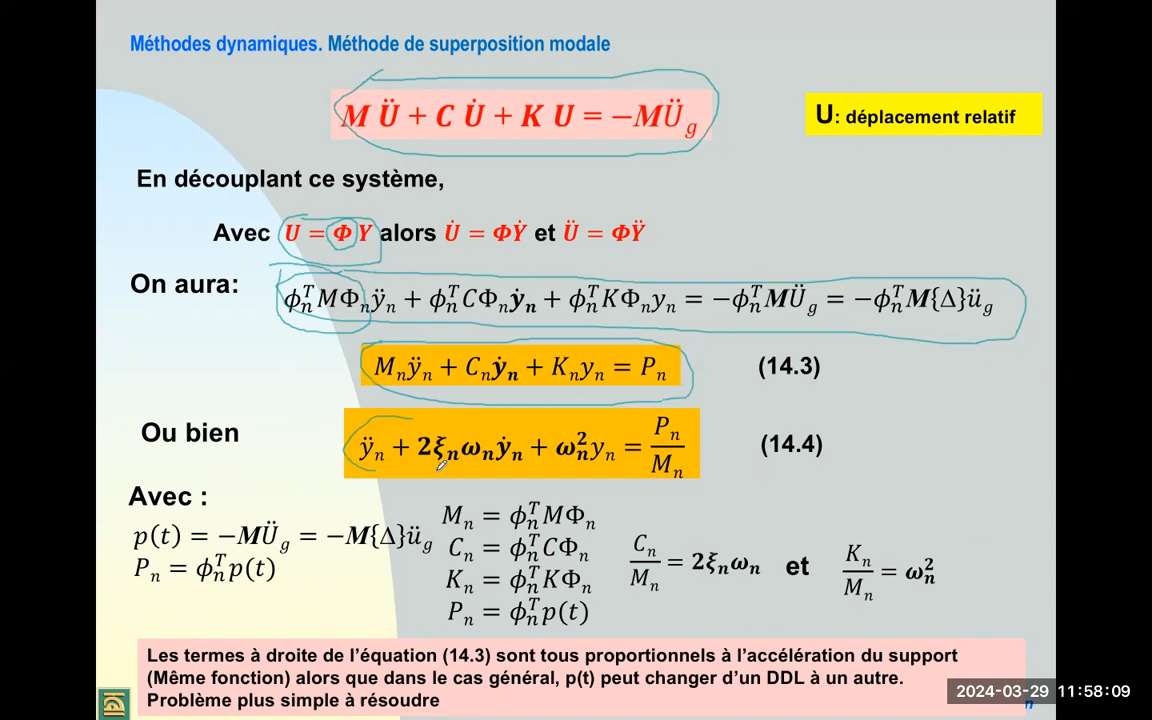 Méthodes dynamiques. Méthode de superposition modale
M Ü + C U̇ + K U = −MÜ_g
U: déplacement relatif
En découplant ce système,
Avec U = Φ Y alors U̇ = ΦẎ et Ü = ΦŸ
On aura: ϕ_n^T MΦ_n ÿ_n + ϕ_n^T CΦ_n ẏ_n + ϕ_n^T KΦ_n y_n = −ϕ_n^T MÜ_g = −ϕ_n^T M{Δ}ü_g
M_n ÿ_n + C_n ẏ_n + K_n y_n = P_n (14.3)
Ou bien ÿ_n + 2ξ_n ω_n ẏ_n + ω_n^2 y_n = P_n / M_n (14.4)
Avec :
p(t) = −MÜ_g = −M{Δ}ü_g
P_n = ϕ_n^T p(t)
M_n = ϕ_n^T MΦ_n
C_n = ϕ_n^T CΦ_n
K_n = ϕ_n^T KΦ_n
P_n = ϕ_n^T p(t)
C_n / M_n = 2ξ_n ω_n et K_n / M_n = ω_n^2
Les termes à droite de l’équation (14.3) sont tous proportionnels à l’accélération du support
(Même fonction) alors que dans le cas général, p(t) peut changer d’un DDL à un autre.
Problème plus simple à résoudre
2024-03-29 11:58:09